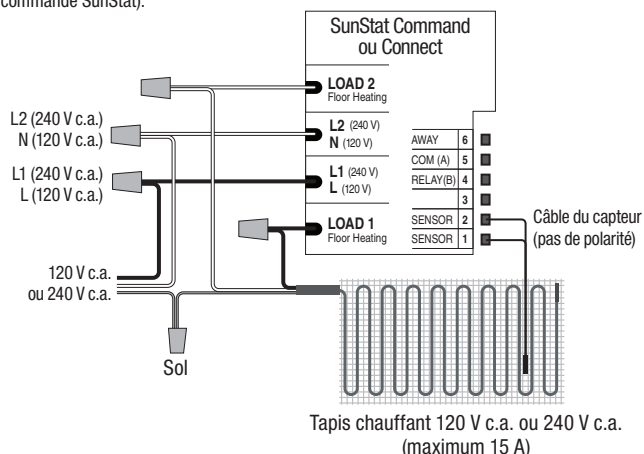 commande SunStat).
SunStat Command
ou Connect
LOAD 2
Floor Heating
L2 (240 V c.a.)
N (120 V c.a.)
L2 (240 V)
N (120 V)
L1 (240 V c.a.)
L (120 V c.a.)
L1 (240 V)
L (120 V)
LOAD 1
Floor Heating
AWAY 6
COM (A) 5
RELAY(B) 4
3
SENSOR 2
SENSOR 1
Câble du capteur
(pas de polarité)
120 V c.a.
ou 240 V c.a.
Sol
Tapis chauffant 120 V c.a. ou 240 V c.a.
(maximum 15 A)